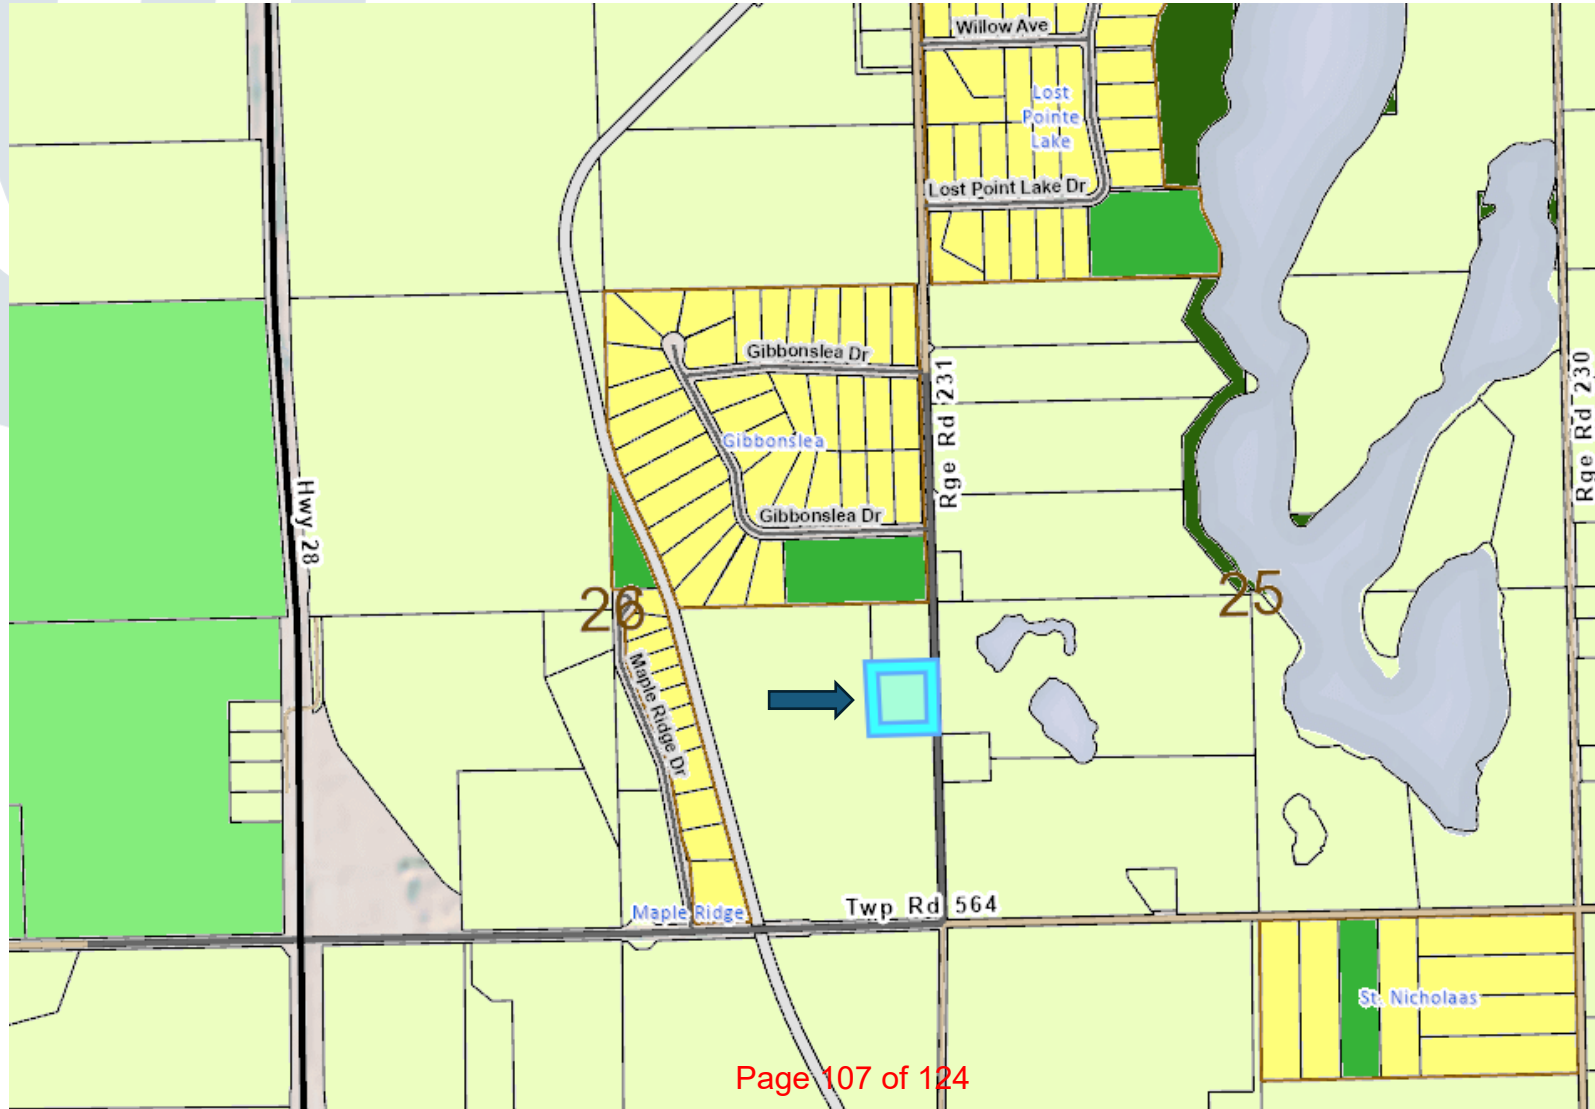 Willow Ave
Lost
Pointe
Lake
Lost Point Lake Dr
Gibbonslea Dr
Rge Rd 231
Rge Rd 230
Gibbonslea
Hwy 28
Gibbonslea Dr
26
25
Maple Ridge Dr
Maple Ridge
Twp Rd 564
St. Nicholaas
Page 107 of 124